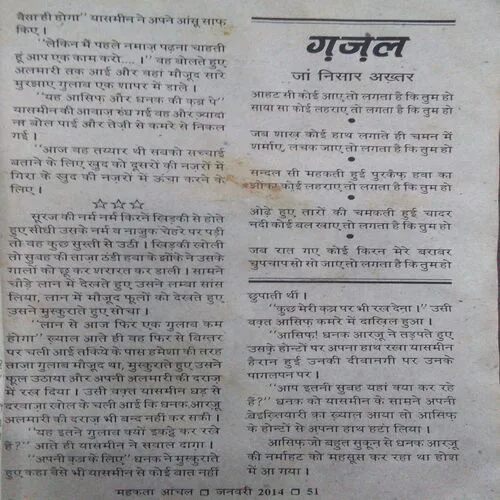 वैसा ही होगा” यासमीन ने अपने आंसू साफ
किए।
“लेकिन मैं पहले नमाज़ पढ़ना चाहती
हूं आप एक काम करो....।” वह बोलते हुए
अलमारी तक आई और वहां मौजूद सारे
मुरझाए गुलाब एक शापर में डाले।
“यह आसिफ़ और धनक की क़ब्र पे”
यासमीन की आवाज़ रुंध गई वह और ज्यादा
ना बोल पाई और तेज़ी से कमरे से निकल
गई।
“आज वह तय्यार थी सबको सच्चाई
बताने के लिए खुद को दूसरों की नज़रों में
गिरा के खुद की नज़रों में ऊंचा करने के
लिए।
☆☆☆
सूरज की नर्म नर्म किरनें खिड़की से होते
हुए सीधी उसके नर्म व नाजुक चेहरे पर पड़ी
तो वह कुछ सुस्ती से उठी। खिड़की खोली
तो सुबह की ताज़ा ठंडी हवा के झोंके ने उसके
गालों को छू कर शरारत कर डाली। सामने
चौड़े लान में देखते हुए उसने लम्बा सांस
लिया, लान में मौजूद फूलों को देखते हुए
उसने मुस्कुराते हुए सोचा।
“लान से आज फिर एक गुलाब कम
होगा” ख्याल आते ही वह फिर से बिस्तर
पर चली आई तकिये के पास हमेशा की तरह
ताजा गुलाब मौजूद था, मुस्कुराते हुए उसने
फूल उठाया और अपनी अलमारी की दराज़
में रख दिया। उसी वक़्त यासमीन धड़ से
दरवाज़ा खोल के चली आई कि धनक आरजू
अलमारी की दराज़ भी बन्द नहीं कर सकी।
“यह इतने गुलाब क्यों इकट्ठे कर रखे
हैं?” आते ही यासमीन ने सवाल दागा।
“अपनी क़ब्र के लिए” धनक ने मुस्कुराते
हुए कहा वैसे भी यासमीन से कोई बात नहीं
ग़ज़ल
जां निसार अख़्तर
आहट सी कोई आए तो लगता है कि तुम हो
साया सा कोई लहराए तो लगता है कि तुम हो
जब शाख़ कोई हाथ लगाते ही चमन में
शर्माए, लचक जाए तो लगता है कि तुम हो
सन्दल सी महकती हुई पुरकैफ़ हवा का
झोंका कोई लहराए तो लगता है कि तुम हो
ओढ़े हुए तारों की चमकती हुई चादर
नदी कोई बल खाए तो लगता है कि तुम हो
जब रात गए कोई किरन मेरे बराबर
चुपचाप सो सो जाए तो लगता है कि तुम हो
छुपाती थीं।
“कुछ मेरी क़ब्र पर भी रख देना।” उसी
वक़्त आसिफ़ कमरे में दाखिल हुआ।
“आसिफ़! धनक आरजू ने तड़पते हुए
उसके होन्टों पर अपना हाथ रखा यासमीन
हैरान हुई उनकी दीवानगी पर उनके
पागलपन पर।
“आप इतनी सुबह यहां क्या कर रहे
हैं?” धनक को यासमीन के सामने अपनी
बेइख़्तियारी का ख़्याल आया तो आसिफ़
के होन्टों से अपना हाथ हटा लिया।
आसिफ़ जो बहुत सुकून से धनक आरजू
की नर्माहट को महसूस कर रहा था होश
में आ गया।
महकता आंचल □ जनवरी 2014 □ 51